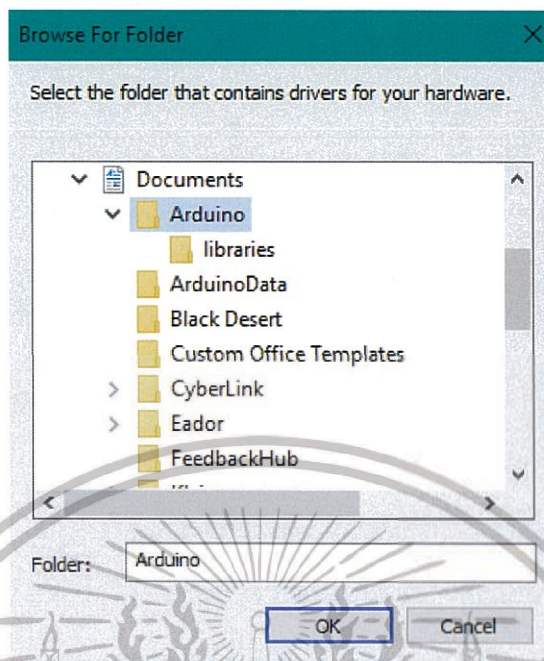 Browse For Folder
Select the folder that contains drivers for your hardware.
Documents
Arduino
libraries
ArduinoData
Black Desert
Custom Office Templates
CyberLink
Eador
FeedbackHub
Folder: Arduino
OK Cancel